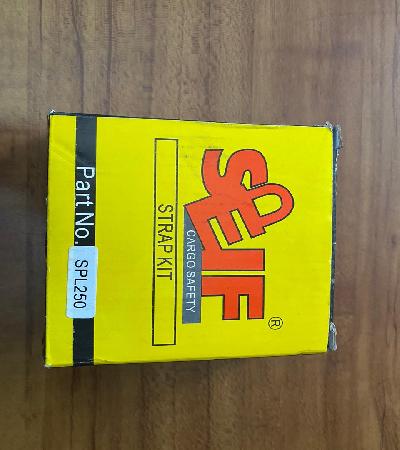 SELF ®
CARGO SAFETY
STRAP KIT
Part No. SPL250